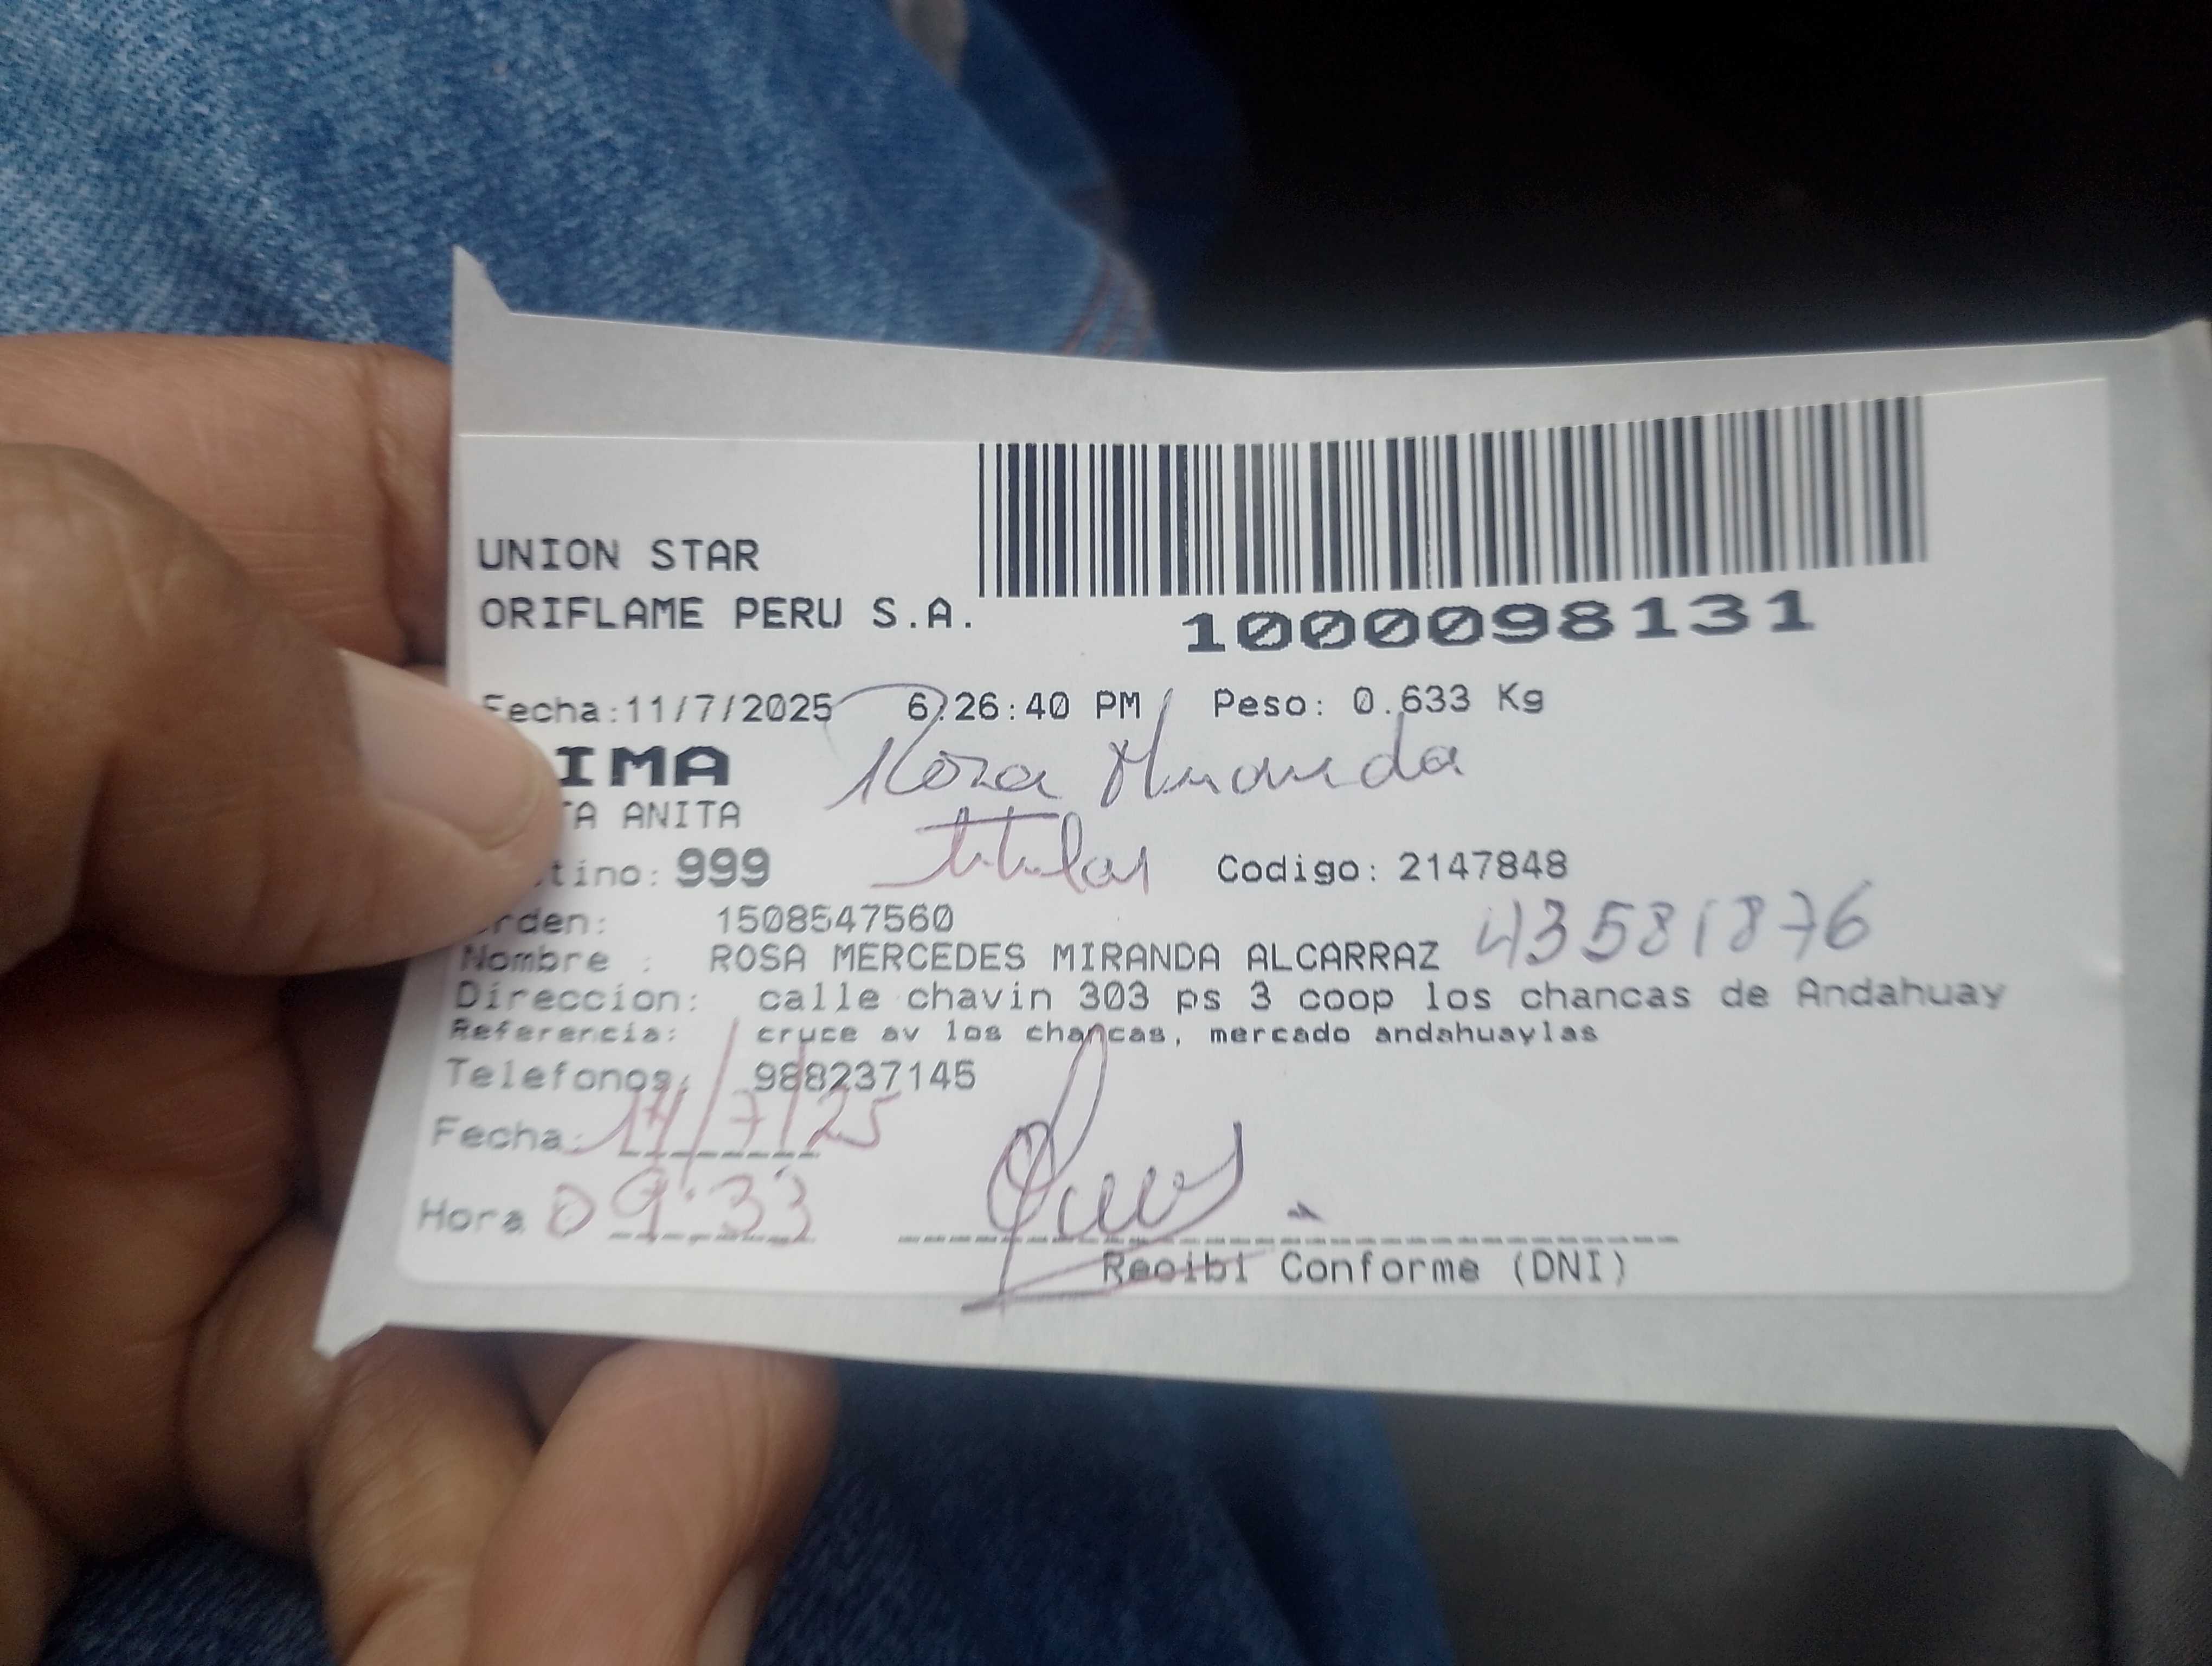 UNION STAR
ORIFLAME PERU S.A.
1000098131
Fecha:11/7/2025 6:26:40 PM Peso: 0.633 Kg
IMA
Rosa Miranda
TA ANITA
titular
tino: 999 Codigo: 2147848
rden: 1508547560
43581876
Nombre : ROSA MERCEDES MIRANDA ALCARRAZ
Direccion: calle chavin 303 ps 3 coop los chancas de Andahuay
Referencia: cruce av los chancas, mercado andahuaylas
Telefonos: 988237145
Fecha: 14/7/25
Hora 09:33
Recibi Conforme (DNI)